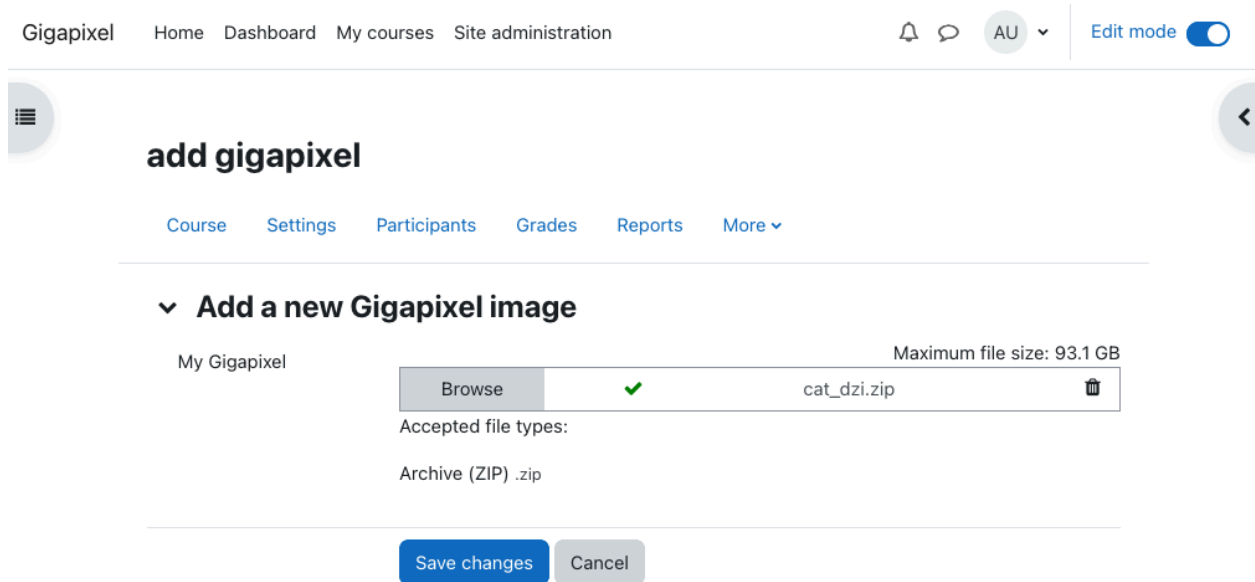 Gigapixel Home Dashboard My courses Site administration AU Edit mode
add gigapixel
Course Settings Participants Grades Reports More
Add a new Gigapixel image
My Gigapixel
Maximum file size: 93.1 GB
Browse cat_dzi.zip
Accepted file types:
Archive (ZIP) .zip
Save changes Cancel